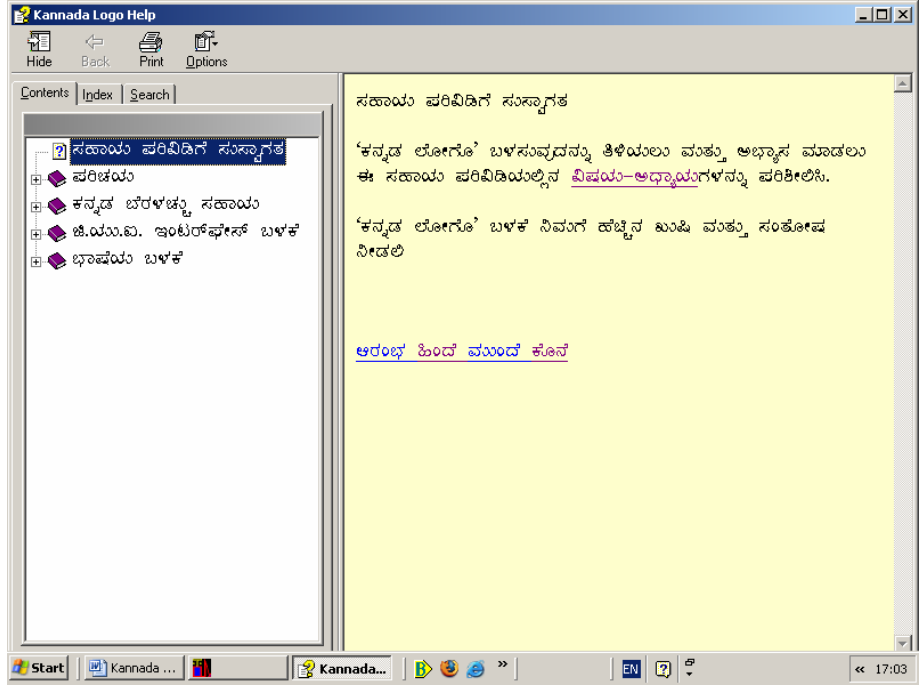 Kannada Logo Help
Hide Back Print Options
Contents Index Search
ಸಹಾಯ ಪರಿವಿಡಿಗೆ ಸುಸ್ವಾಗತ
ಪರಿಚಯ
ಕನ್ನಡ ಬೆರಳಚ್ಚು ಸಹಾಯ
ಜಿ.ಯು.ಐ. ಇಂಟರ್‌ಫೇಸ್ ಬಳಕೆ
ಭಾಷೆಯ ಬಳಕೆ
ಸಹಾಯ ಪರಿವಿಡಿಗೆ ಸುಸ್ವಾಗತ
‘ಕನ್ನಡ ಲೋಗೊ’ ಬಳಸುವುದನ್ನು ತಿಳಿಯಲು ಮತ್ತು ಅಭ್ಯಾಸ ಮಾಡಲು
ಈ ಸಹಾಯ ಪರಿವಿಡಿಯಲ್ಲಿನ ವಿಷಯ-ಅಧ್ಯಾಯಗಳನ್ನು ಪರಿಶೀಲಿಸಿ.
‘ಕನ್ನಡ ಲೋಗೊ’ ಬಳಕೆ ನಿಮಗೆ ಹೆಚ್ಚಿನ ಖುಷಿ ಮತ್ತು ಸಂತೋಷ
ನೀಡಲಿ
ಆರಂಭ ಹಿಂದೆ ಮುಂದೆ ಕೊನೆ
Start Kannada ... Kannada... » EN « 17:03